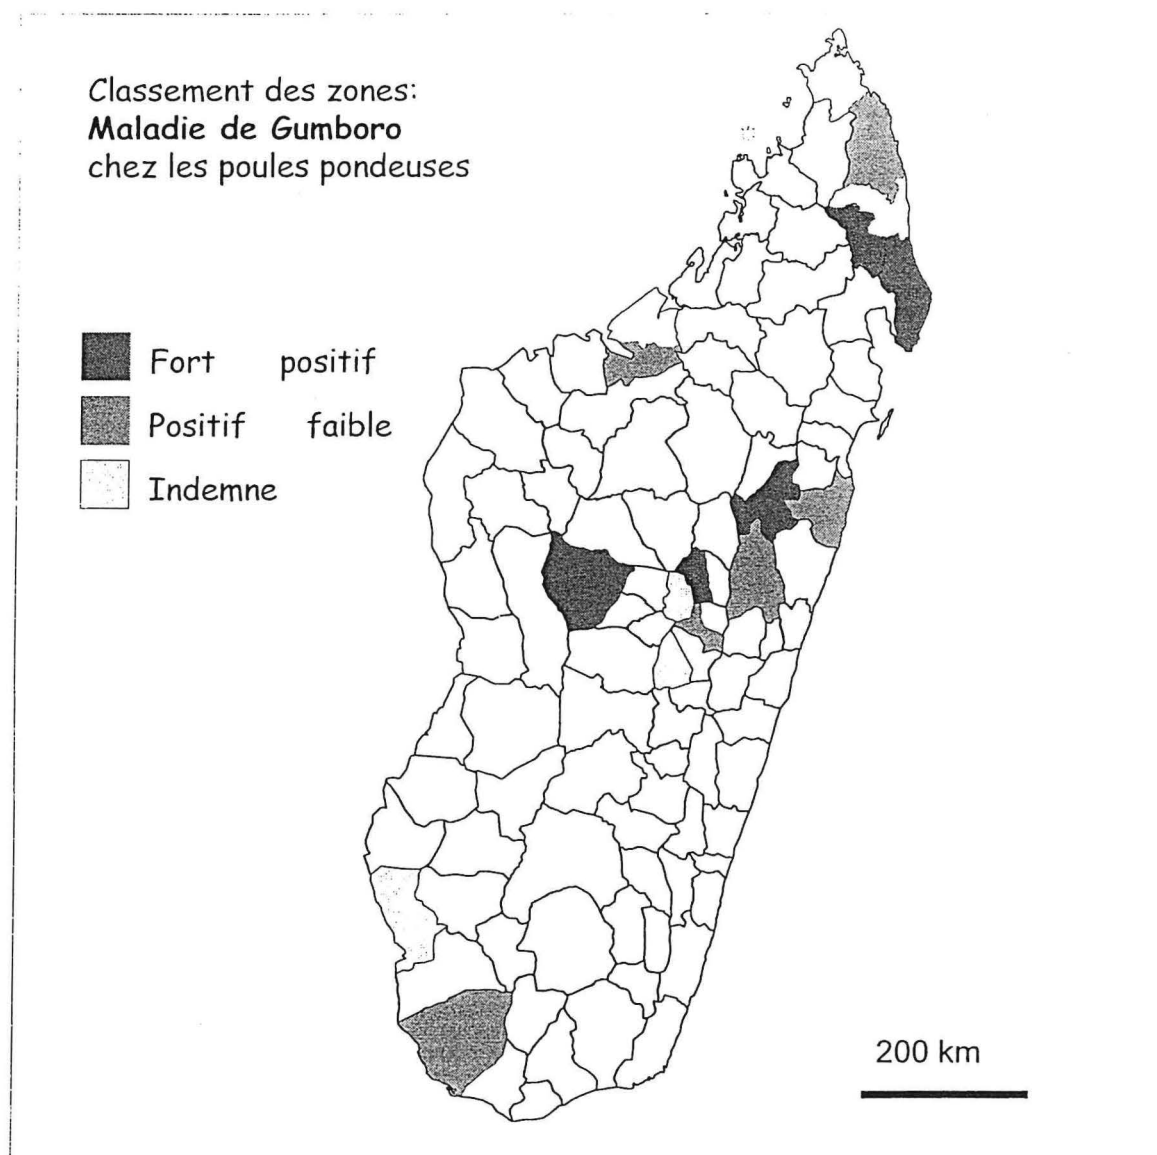 Classement des zones:
Maladie de Gumboro
chez les poules pondeuses
Fort positif
Positif faible
Indemne
200 km